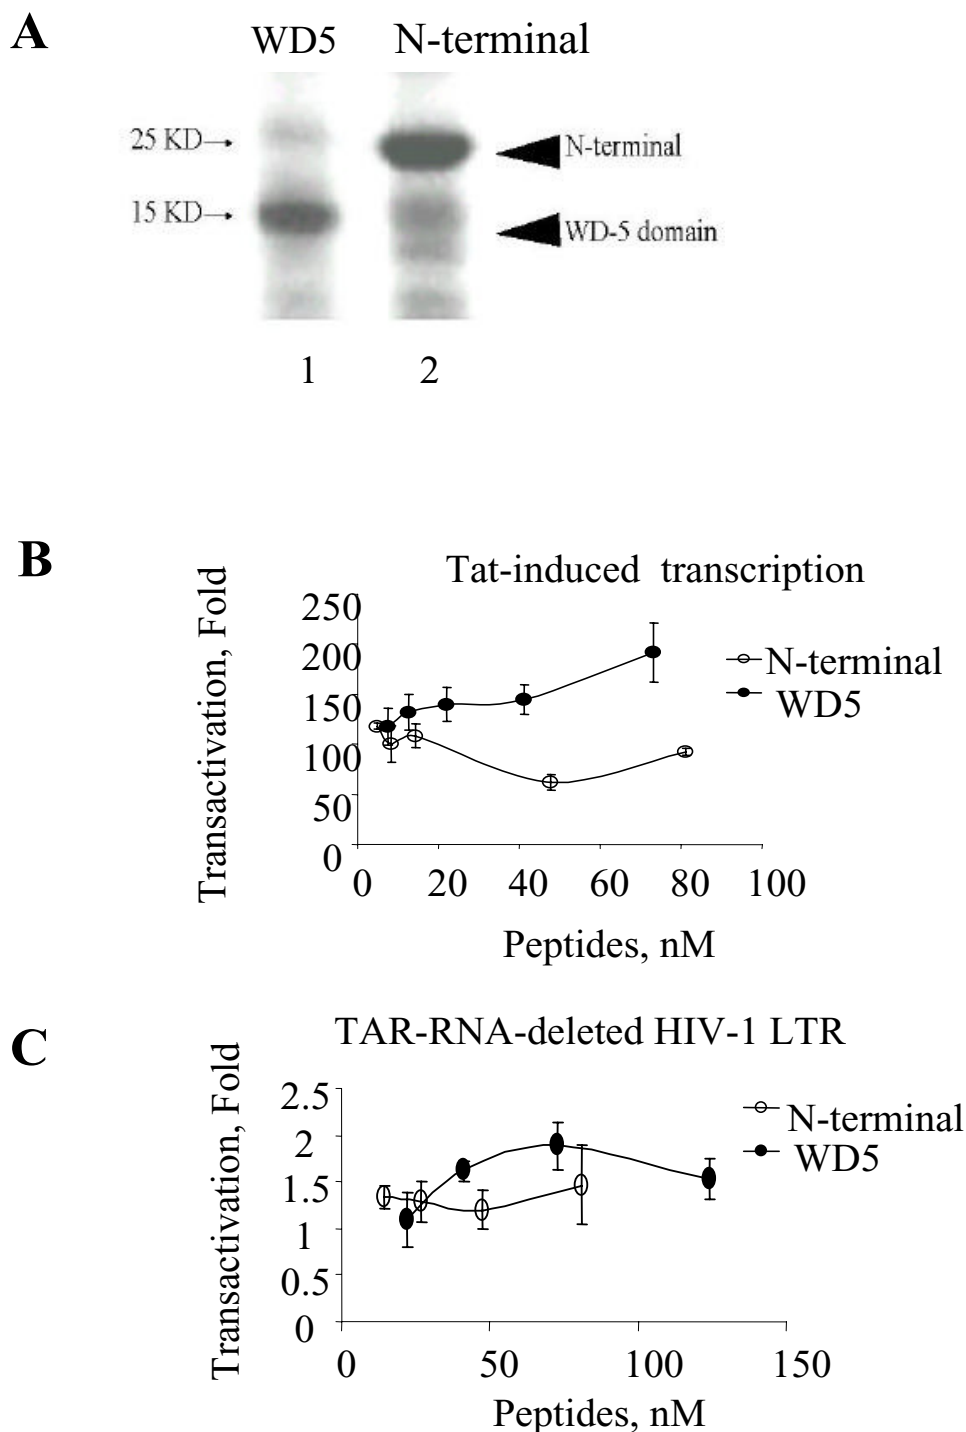 A
WD5 N-terminal
25 KD→
N-terminal
15 KD→
WD-5 domain
1 2
B
Tat-induced transcription
Transactivation, Fold
250
200
150
100
50
0
N-terminal
WD5
0 20 40 60 80 100
Peptides, nM
C
TAR-RNA-deleted HIV-1 LTR
Transactivation, Fold
2.5
2
1.5
1
0.5
0
N-terminal
WD5
0 50 100 150
Peptides, nM